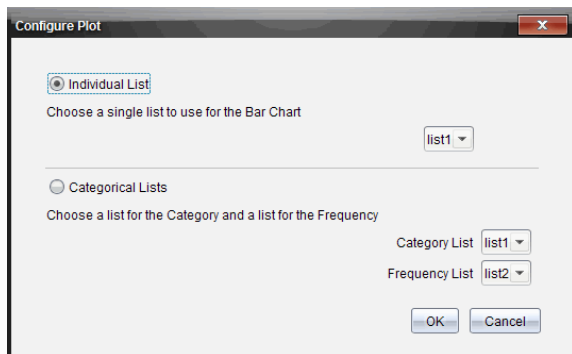 Configure Plot
Individual List
Choose a single list to use for the Bar Chart
list1
Categorical Lists
Choose a list for the Category and a list for the Frequency
Category List list1
Frequency List list2
OK Cancel